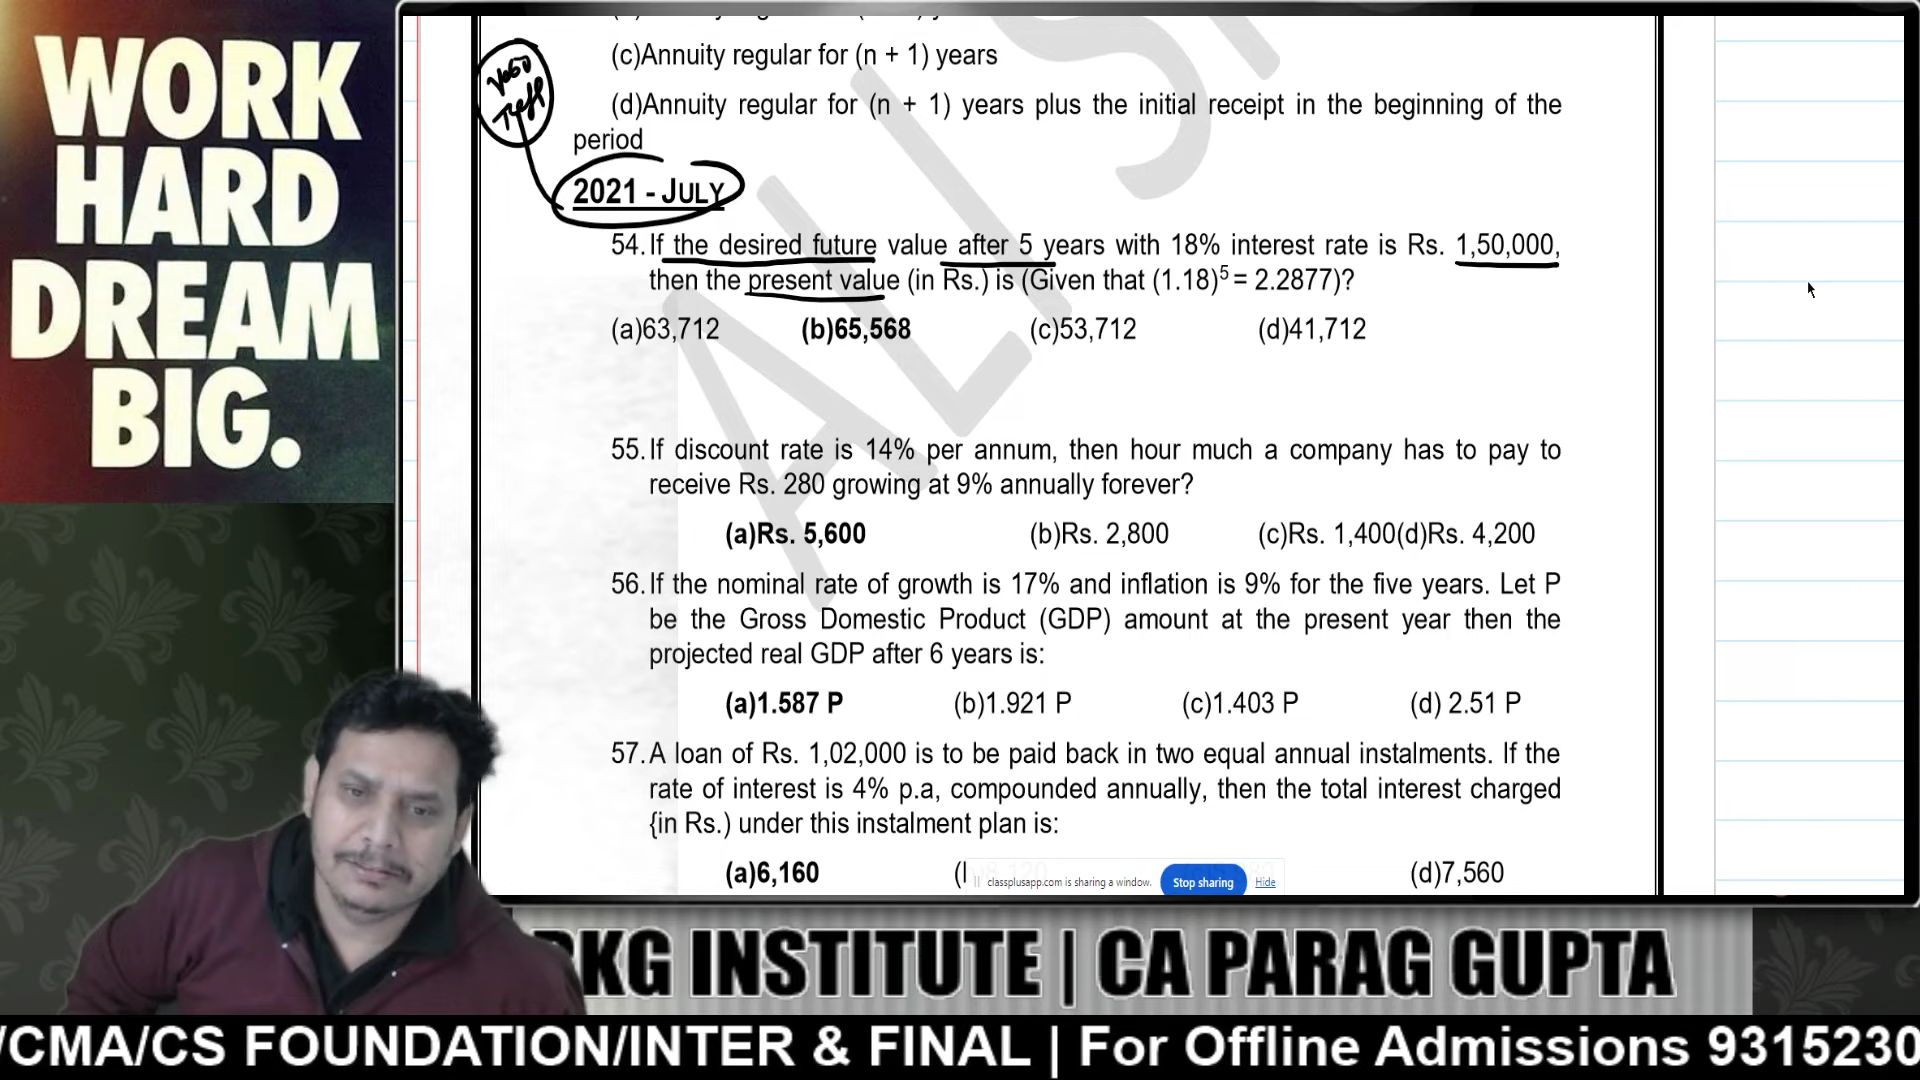 WORK
HARD
DREAM
BIG.
(c)Annuity regular for (n + 1) years
(d)Annuity regular for (n + 1) years plus the initial receipt in the beginning of the
period
2021 - JULY
54. If the desired future value after 5 years with 18% interest rate is Rs. 1,50,000,
then the present value (in Rs.) is (Given that (1.18)⁵ = 2.2877)?
(a)63,712 (b)65,568 (c)53,712 (d)41,712
55. If discount rate is 14% per annum, then hour much a company has to pay to
receive Rs. 280 growing at 9% annually forever?
(a)Rs. 5,600 (b)Rs. 2,800 (c)Rs. 1,400(d)Rs. 4,200
56. If the nominal rate of growth is 17% and inflation is 9% for the five years. Let P
be the Gross Domestic Product (GDP) amount at the present year then the
projected real GDP after 6 years is:
(a)1.587 P (b)1.921 P (c)1.403 P (d) 2.51 P
57. A loan of Rs. 1,02,000 is to be paid back in two equal annual instalments. If the
rate of interest is 4% p.a, compounded annually, then the total interest charged
{in Rs.) under this instalment plan is:
(a)6,160 (d)7,560
classplusapp.com is sharing a window. Stop sharing Hide
KG INSTITUTE | CA PARAG GUPTA
/CMA/CS FOUNDATION/INTER & FINAL | For Offline Admissions 9315230